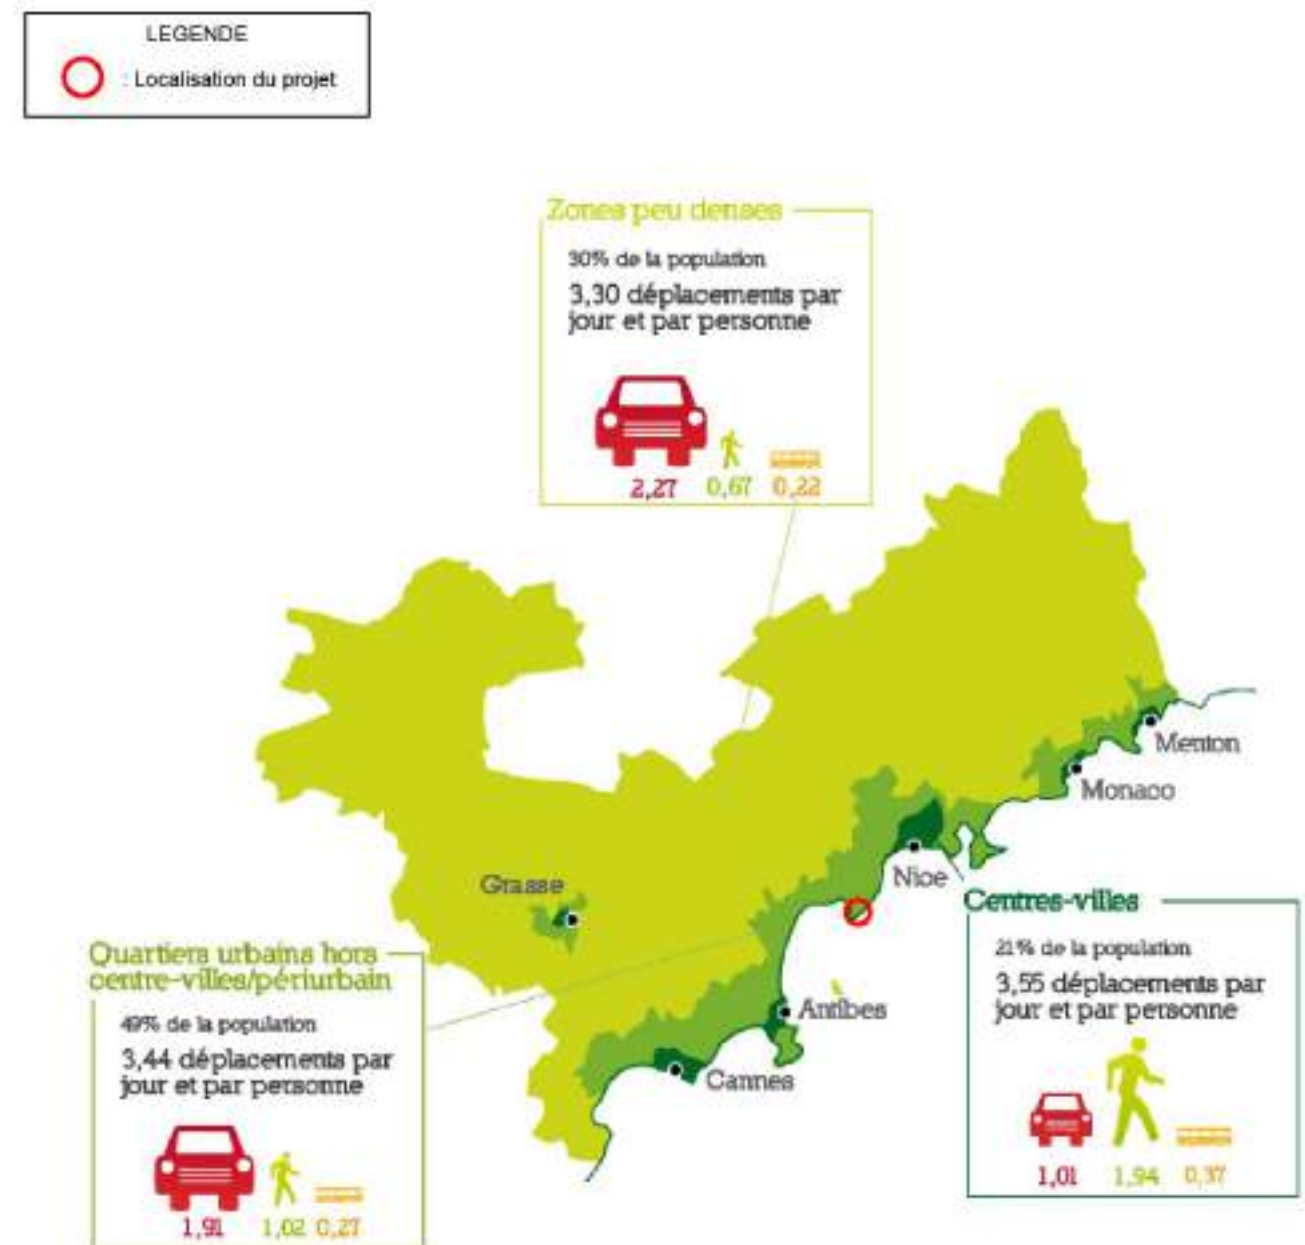 LEGENDE
: Localisation du projet
Zones peu denses
30% de la population
3,30 déplacements par
jour et par personne
2,27 0,67 0,22
Menton
Monaco
Nice
Grasse
Antibes
Cannes
Quartiers urbains hors
centre-villes/périurbain
49% de la population
3,44 déplacements par
jour et par personne
1,91 1,02 0,27
Centres-villes
21% de la population
3,55 déplacements par
jour et par personne
1,01 1,94 0,37